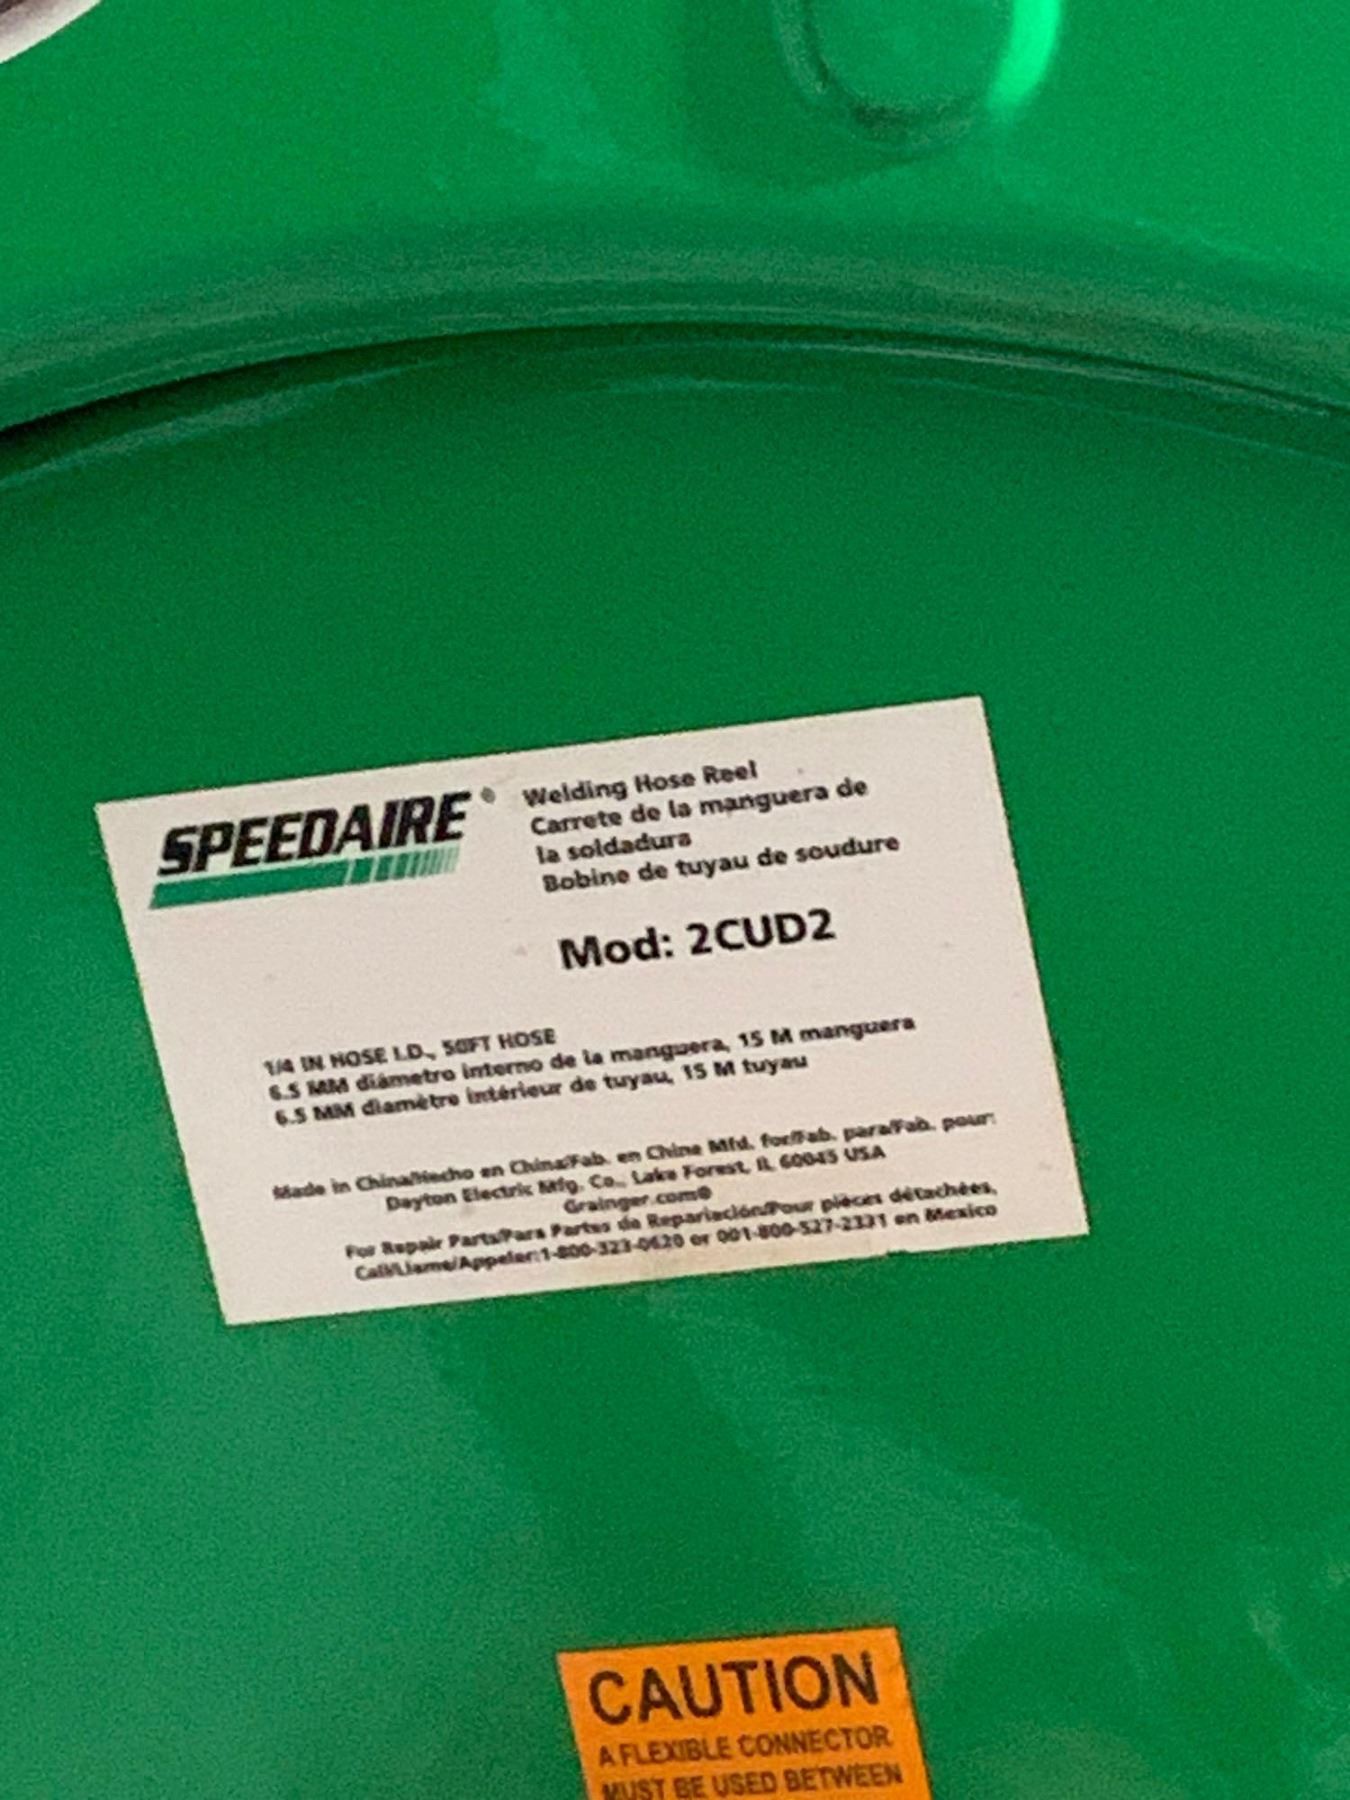 SPEEDAIRE®
Welding Hose Reel
Carrete de la manguera de
la soldadura
Bobine de tuyau de soudure
Mod: 2CUD2
1/4 IN HOSE I.D., 50FT HOSE
6.5 MM diámetro interno de la manguera, 15 M manguera
6.5 MM diamètre intérieur de tuyau, 15 M tuyau
Made in China/Hecho en China/Fab. en Chine Mfd. for/Fab. para/Fab. pour:
Dayton Electric Mfg. Co., Lake Forest, IL 60045 USA
Grainger.com®
For Repair Parts/Para Partes de Repariación/Pour pièces détachées,
Call/Llame/Appeler:1-800-323-0620 or 001-800-527-2331 en Mexico
CAUTION
A FLEXIBLE CONNECTOR
MUST BE USED BETWEEN